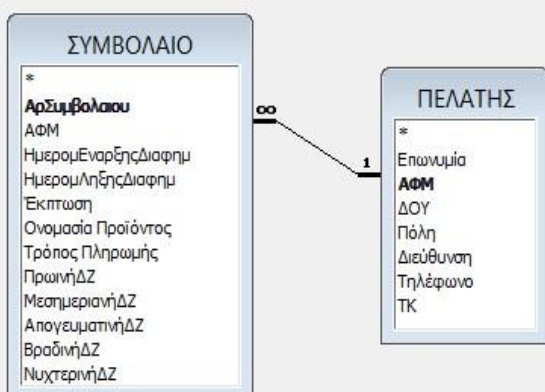 ΣΥΜΒΟΛΑΙΟ
*
ΑρΣυμβολαιου
ΑΦΜ
ΗμερομΕναρξηςΔιαφημ
ΗμερομΛηξηςΔιαφημ
Έκπτωση
Ονομασία Προϊόντος
Τρόπος Πληρωμής
ΠρωινήΔΖ
ΜεσημεριανήΔΖ
ΑπογευματινήΔΖ
ΒραδινήΔΖ
ΝυχτερινήΔΖ
∞
1
ΠΕΛΑΤΗΣ
*
Επωνυμία
ΑΦΜ
ΔΟΥ
Πόλη
Διεύθυνση
Τηλέφωνο
ΤΚ